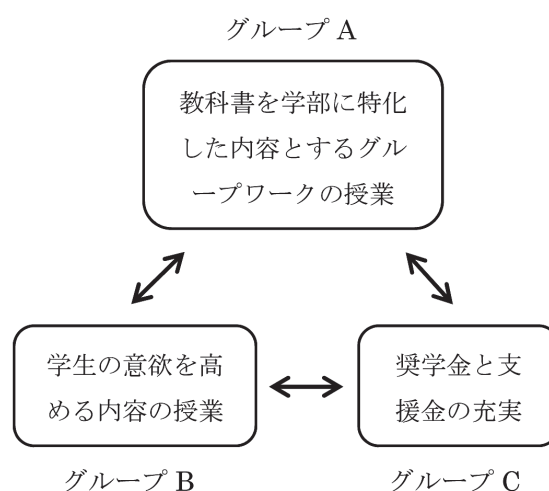 グループ A
教科書を学部に特化
した内容とするグル
ープワークの授業
学生の意欲を高
める内容の授業
奨学金と支
援金の充実
グループ B
グループ C